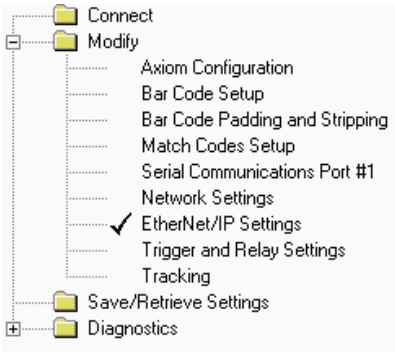 Connect
Modify
Axiom Configuration
Bar Code Setup
Bar Code Padding and Stripping
Match Codes Setup
Serial Communications Port #1
Network Settings
EtherNet/IP Settings
Trigger and Relay Settings
Tracking
Save/Retrieve Settings
Diagnostics